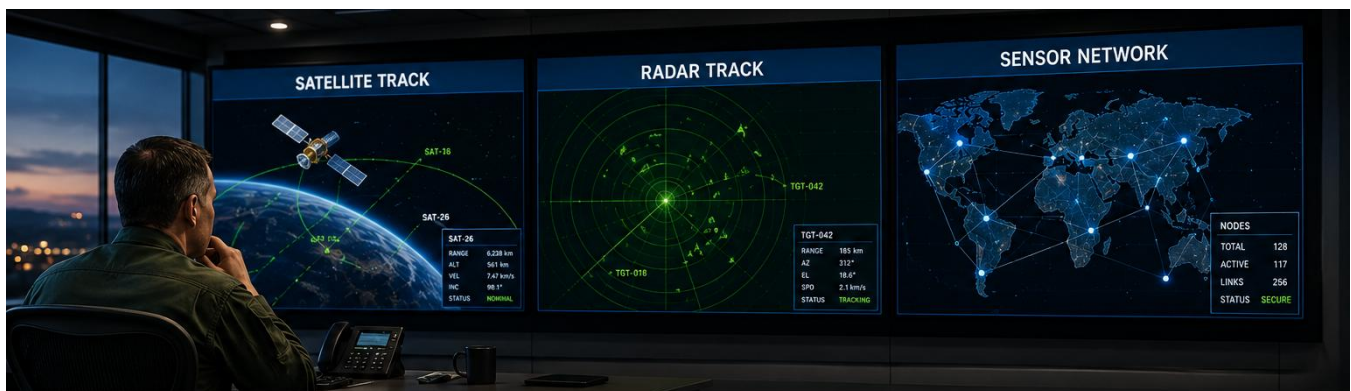 SATELLITE TRACK
SAT-18
SAT-26
SAT-26
RANGE 6,238 km
ALT 561 km
VEL 7.47 km/s
INC 98.1°
STATUS NOMINAL
RADAR TRACK
TGT-042
TGT-018
TGT-042
RANGE 185 km
AZ 312°
EL 18.6°
SPD 2.1 km/s
STATUS TRACKING
SENSOR NETWORK
NODES
TOTAL 128
ACTIVE 117
LINKS 256
STATUS SECURE